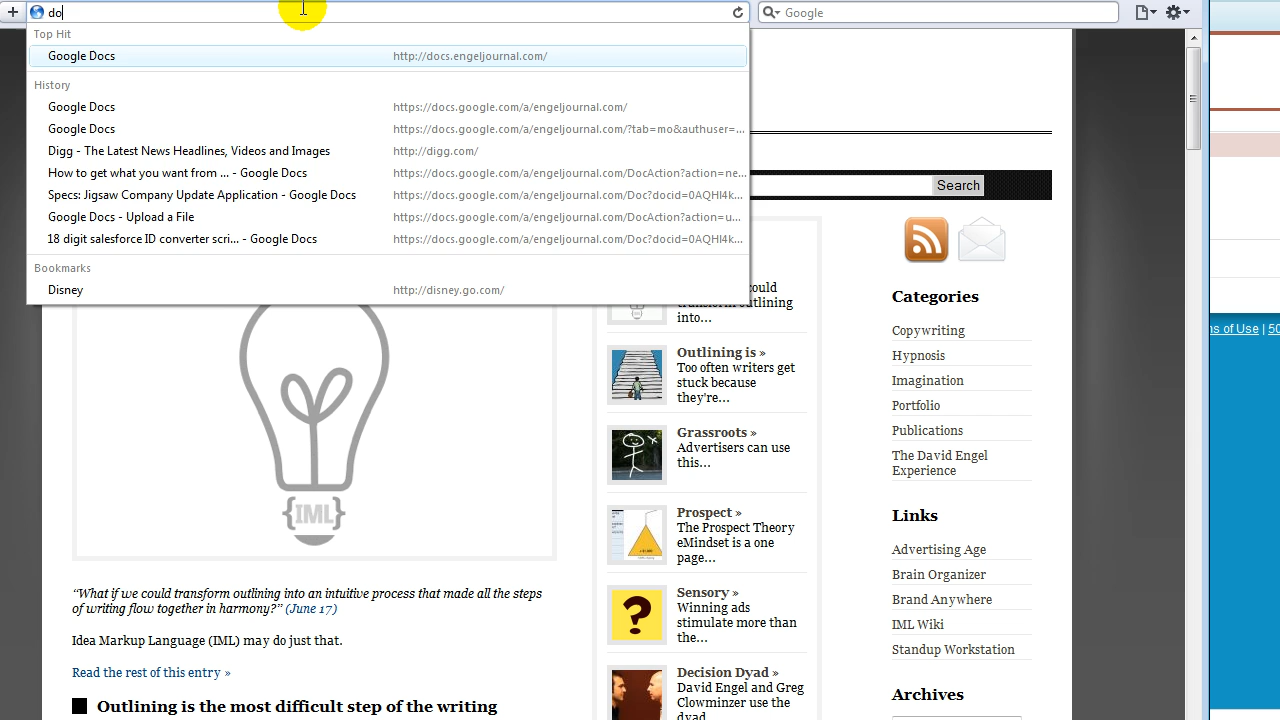 do
Google
Top Hit
Google Docs http://docs.engeljournal.com/
History
Google Docs https://docs.google.com/a/engeljournal.com/
Google Docs https://docs.google.com/a/engeljournal.com/?tab=mo&authuser=...
Digg - The Latest News Headlines, Videos and Images http://digg.com/
How to get what you want from ... - Google Docs https://docs.google.com/a/engeljournal.com/DocAction?action=ne...
Specs: Jigsaw Company Update Application - Google Docs https://docs.google.com/a/engeljournal.com/Doc?docid=0AQHl4k...
Google Docs - Upload a File https://docs.google.com/a/engeljournal.com/DocAction?action=u...
18 digit salesforce ID converter scri... - Google Docs https://docs.google.com/a/engeljournal.com/Doc?docid=0AQHl4k...
Bookmarks
Disney http://disney.go.com/
Search
{IML}
“What if we could transform outlining into an intuitive process that made all the steps
of writing flow together in harmony?” (June 17)
Idea Markup Language (IML) may do just that.
Read the rest of this entry »
Outlining is the most difficult step of the writing
could
transform outlining
into...
Outlining is »
Too often writers get
stuck because
they're...
Grassroots »
Advertisers can use
this...
Prospect »
The Prospect Theory
eMindset is a one
page...
Sensory »
?
Winning ads
stimulate more than
the...
Decision Dyad »
David Engel and Greg
Clowminzer use the
dyad
Categories
Copywriting
Hypnosis
Imagination
Portfolio
Publications
The David Engel
Experience
Links
Advertising Age
Brain Organizer
Brand Anywhere
IML Wiki
Standup Workstation
Archives
of Use | 50